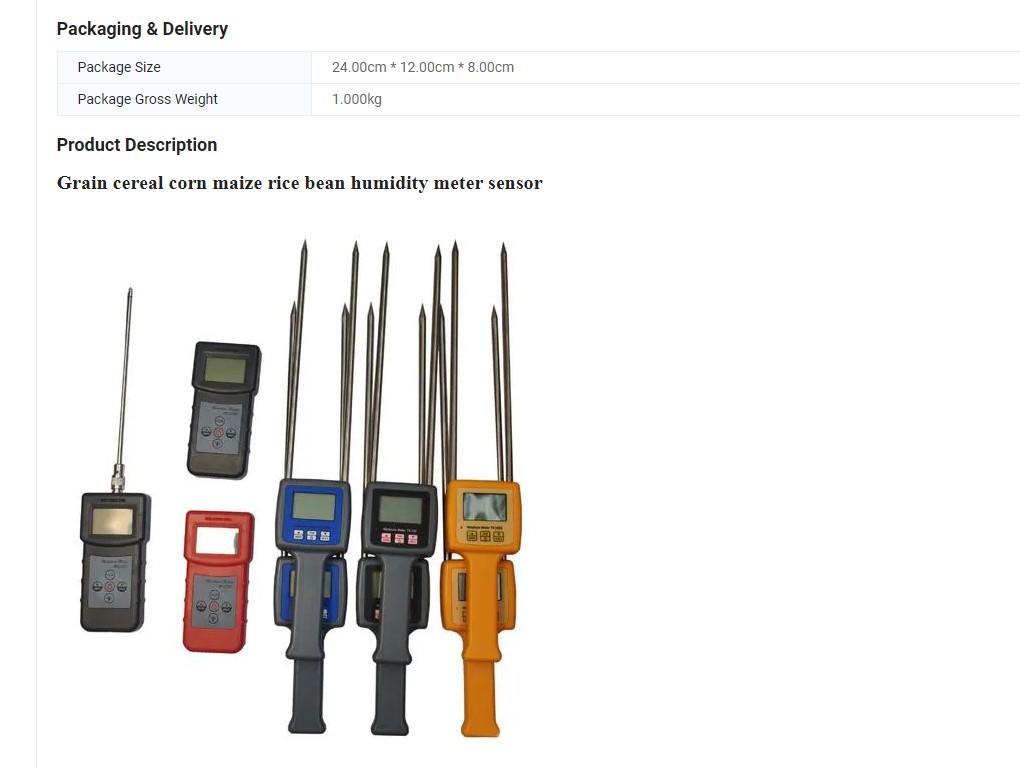 Packaging & Delivery
Package Size
24.00cm * 12.00cm * 8.00cm
Package Gross Weight
1.000kg
Product Description
Grain cereal corn maize rice bean humidity meter sensor